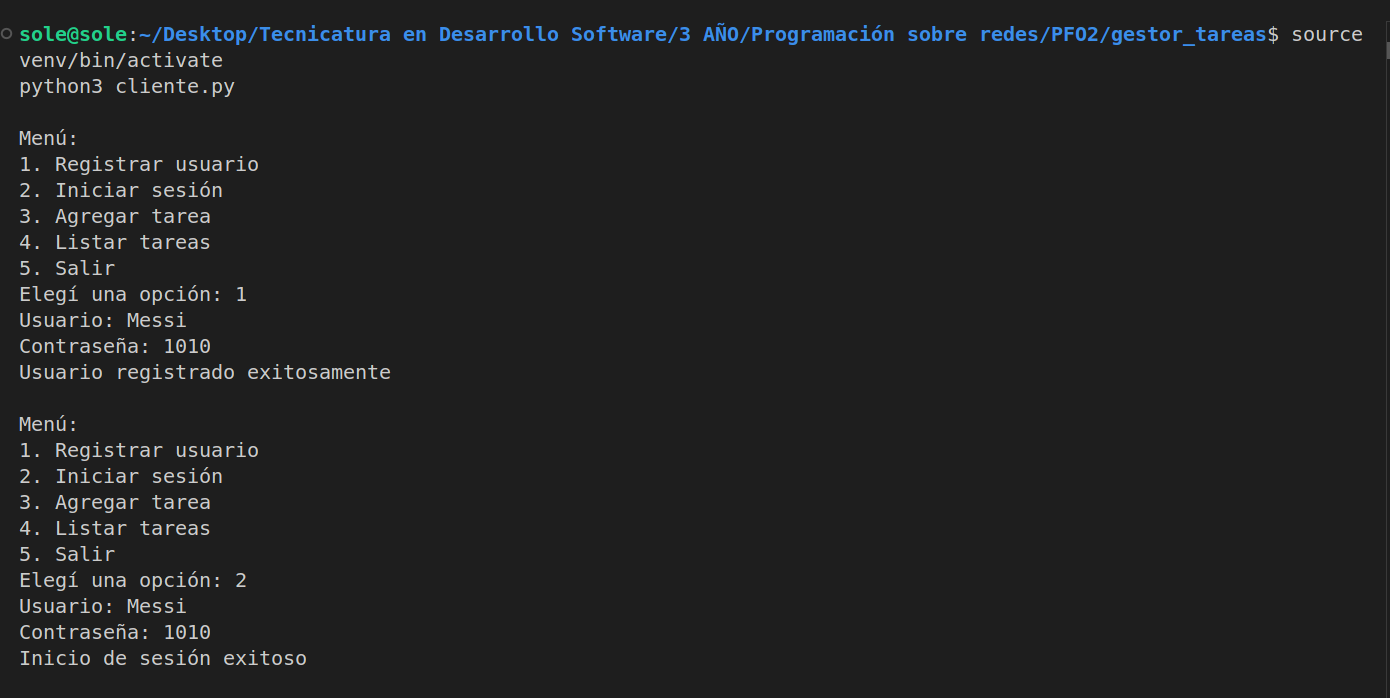 sole@sole:~/Desktop/Tecnicatura en Desarrollo Software/3 AÑO/Programación sobre redes/PFO2/gestor_tareas$ source
venv/bin/activate
python3 cliente.py
Menú:
1. Registrar usuario
2. Iniciar sesión
3. Agregar tarea
4. Listar tareas
5. Salir
Elegí una opción: 1
Usuario: Messi
Contraseña: 1010
Usuario registrado exitosamente
Menú:
1. Registrar usuario
2. Iniciar sesión
3. Agregar tarea
4. Listar tareas
5. Salir
Elegí una opción: 2
Usuario: Messi
Contraseña: 1010
Inicio de sesión exitoso